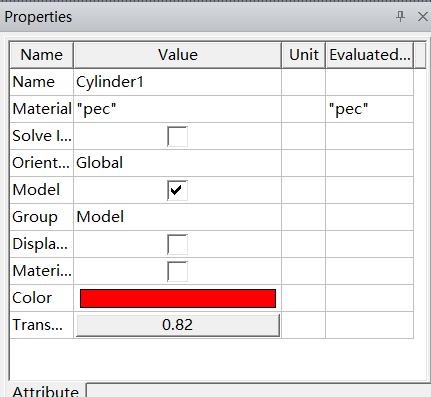 Properties
Name Value Unit Evaluated...
Name Cylinder1
Material "pec" "pec"
Solve I...
Orient... Global
Model
Group Model
Displa...
Materi...
Color
Trans... 0.82
Attribute